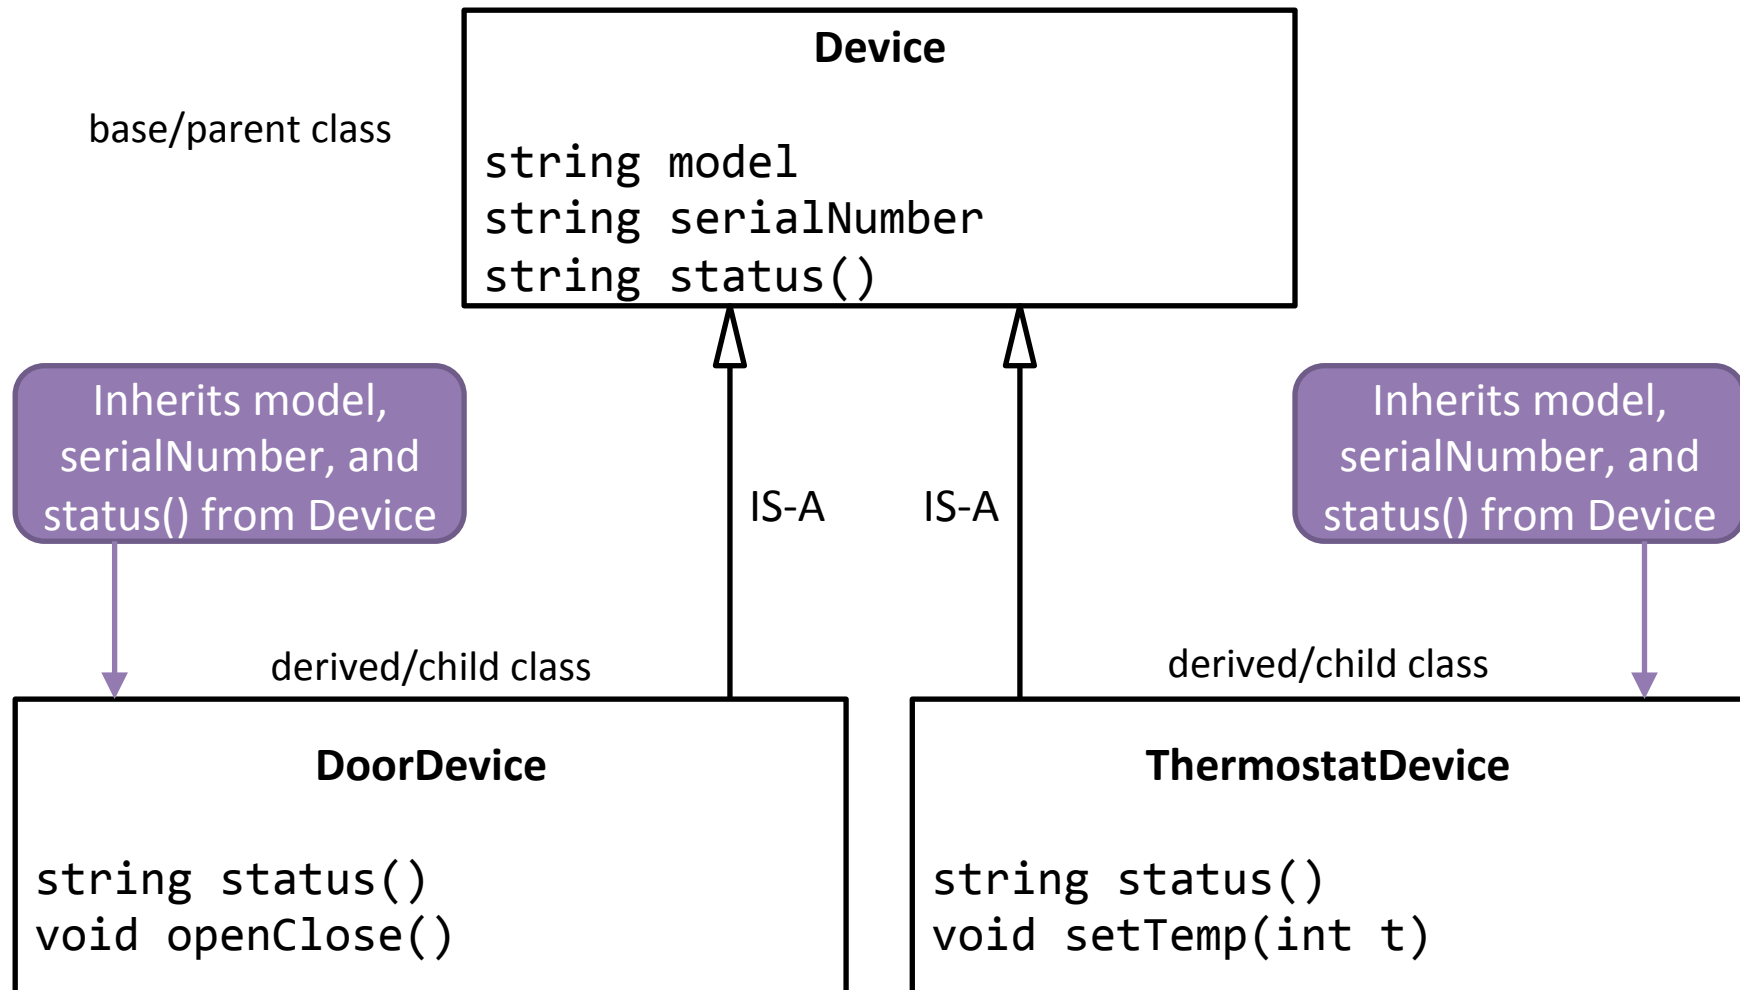 Device
base/parent class
string model
string serialNumber
string status()
Inherits model,
serialNumber, and
status() from Device
Inherits model,
serialNumber, and
status() from Device
IS-A
IS-A
derived/child class
derived/child class
DoorDevice
string status()
void openClose()
ThermostatDevice
string status()
void setTemp(int t)